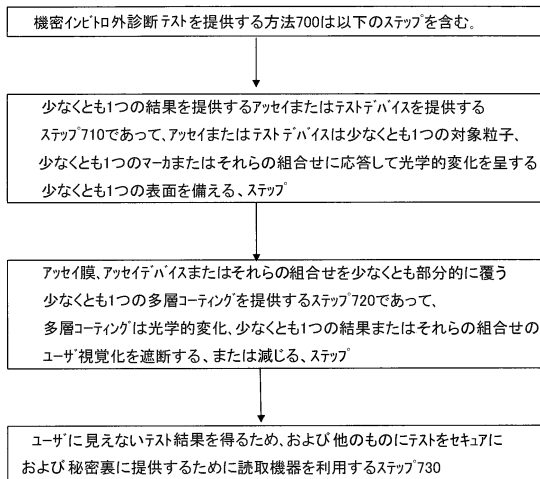 機密インビトロ外診断テストを提供する方法700は以下のステップを含む。
少なくとも1つの結果を提供するアッセイまたはテストデバイスを提供する
ステップ710であって、アッセイまたはテストデバイスは少なくとも1つの対象粒子、
少なくとも1つのマーカまたはそれらの組合せに応答して光学的変化を呈する
少なくとも1つの表面を備える、ステップ
アッセイ膜、アッセイデバイスまたはそれらの組合せを少なくとも部分的に覆う
少なくとも1つの多層コーティングを提供するステップ720であって、
多層コーティングは光学的変化、少なくとも1つの結果またはそれらの組合せの
ユーザ視覚化を遮断する、または減じる、ステップ
ユーザに見えないテスト結果を得るため、および他のものにテストをセキュアに
および秘密裏に提供するために読取機器を利用するステップ730